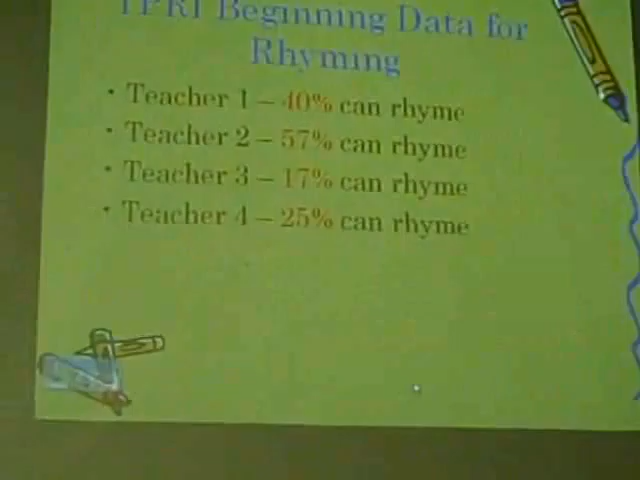 TPRI Beginning Data for
Rhyming
• Teacher 1 – 40% can rhyme
• Teacher 2 – 57% can rhyme
• Teacher 3 – 17% can rhyme
• Teacher 4 – 25% can rhyme